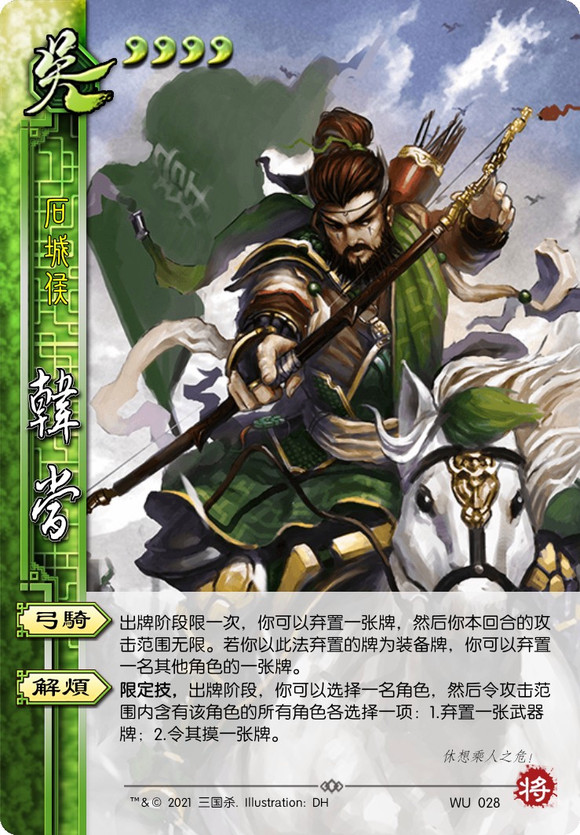 吴
石城侯
韓當
弓騎
出牌阶段限一次，你可以弃置一张牌，然后你本回合的攻
击范围无限。若你以此法弃置的牌为装备牌，你可以弃置
一名其他角色的一张牌。
解煩
限定技，出牌阶段，你可以选择一名角色，然后令攻击范
围内含有该角色的所有角色各选择一项：1.弃置一张武器
牌；2.令其摸一张牌。
休想乘人之危！
™& © 2021 三国杀. Illustration: DH
WU 028
将